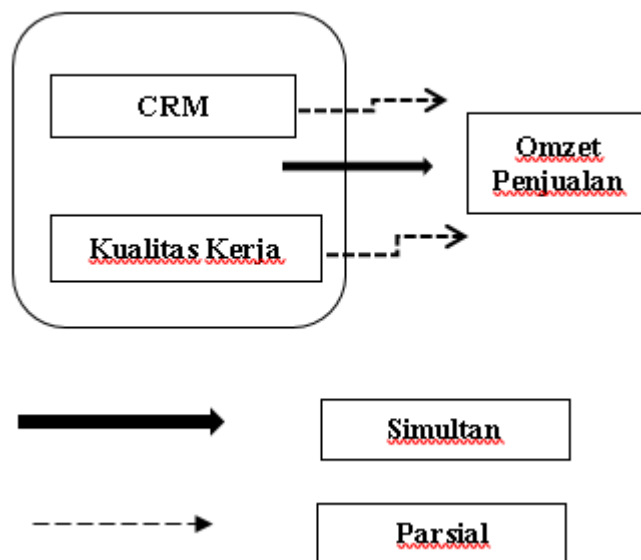 CRM
Omzet
Penjualan
Kualitas Kerja
Simultan
Parsial